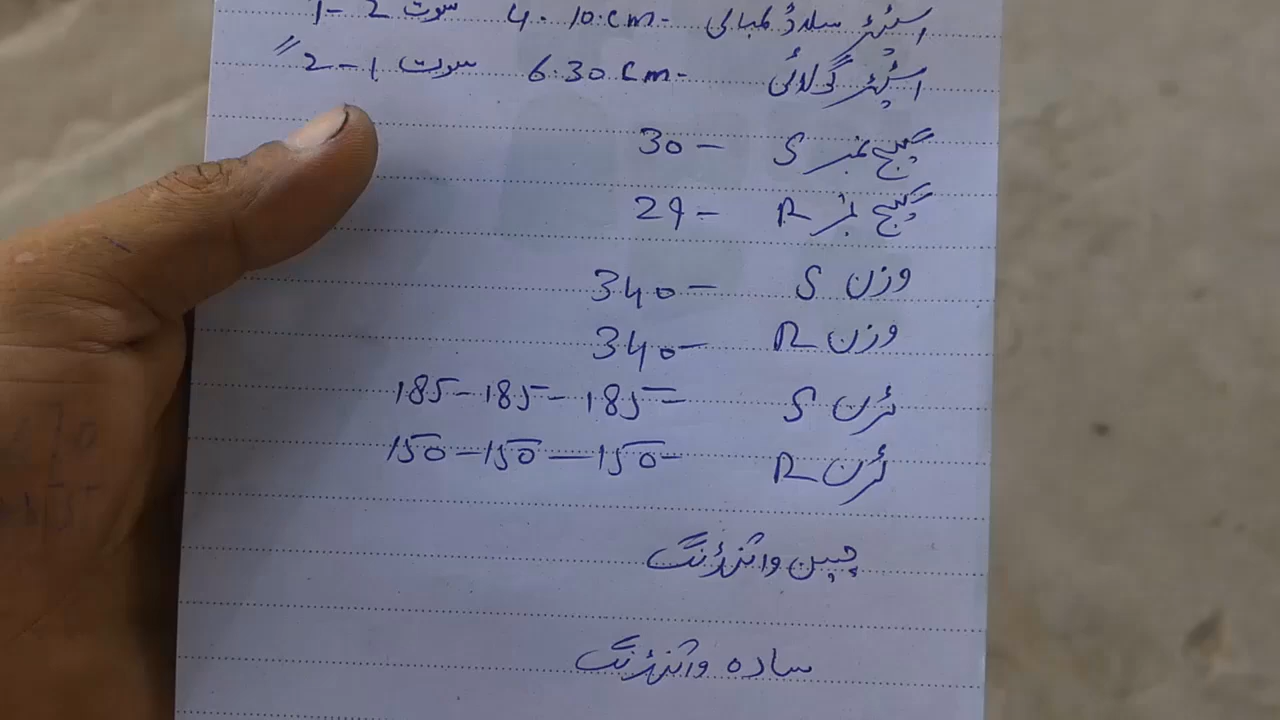 اسٹیٹر سلاٹ لمبائی 4.10.cm- سوت 2-1
اسٹیٹر گولائی 6.30 cm- سوت 1-2"
گیج نمبر S - 30
گیج نمبر R - 29
وزن S - 340
وزن R - 340
ٹرن S = 185-185-185
ٹرن R - 150-150-150
چین وائنڈنگ
سادہ وائنڈنگ